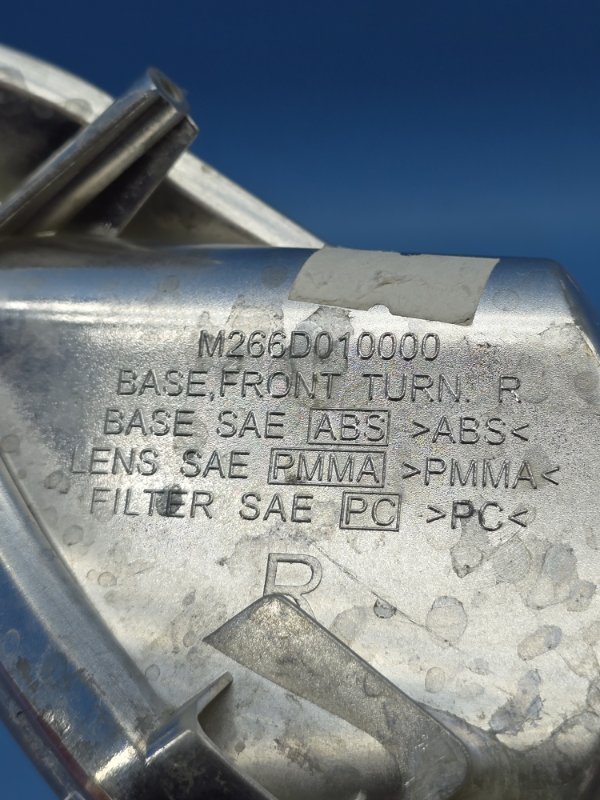 M266D010000
BASE,FRONT TURN. R
BASE SAE ABS >ABS<
LENS SAE PMMA >PMMA<
FILTER SAE PC >PC<
R